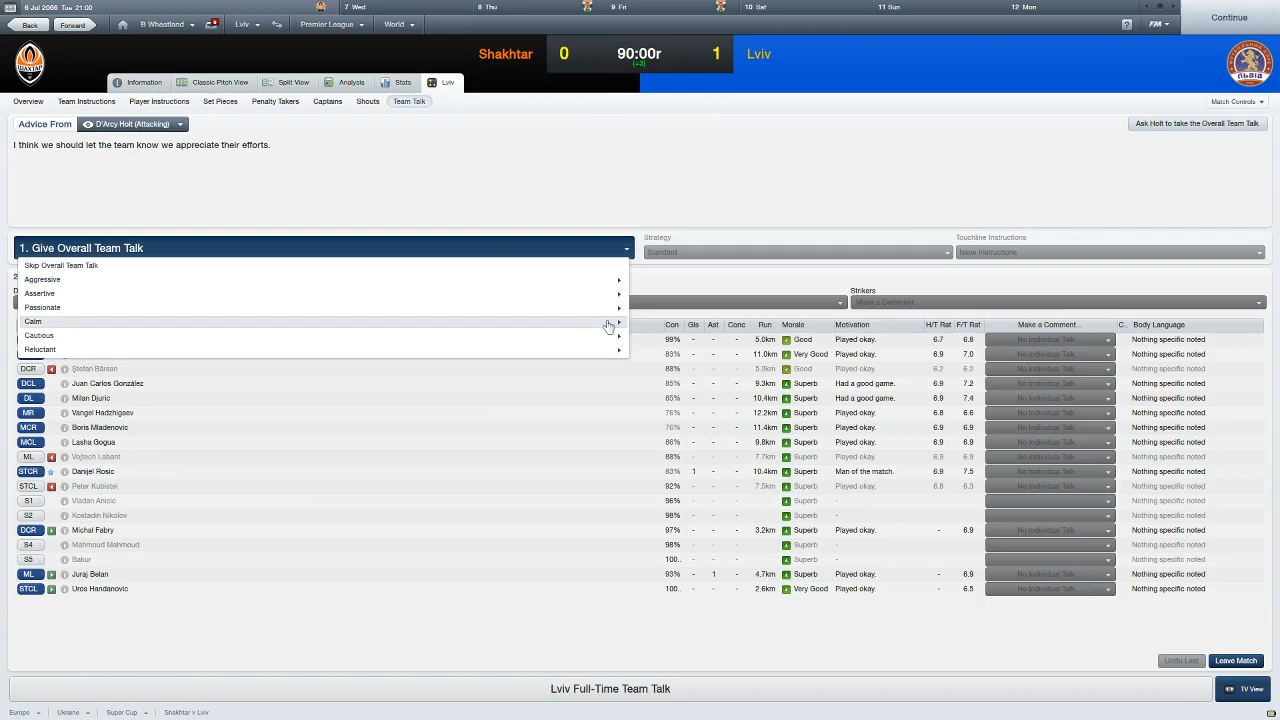 6 Jul 2066 Tue 21:00 7 Wed 8 Thu 9 Fri 10 Sat 11 Sun 12 Mon
Back Forward B Wheatland Lviv Premier League World ? FM Continue
Shakhtar 0 90:00r (+3) 1 Lviv
ШАХТАР
ЛЬВІВ
Information Classic Pitch View Split View Analysis Stats Lviv
Overview Team Instructions Player Instructions Set Pieces Penalty Takers Captains Shouts Team Talk Match Controls
Advice From D'Arcy Holt (Attacking) Ask Holt to take the Overall Team Talk
I think we should let the team know we appreciate their efforts.
Strategy Touchline Instructions
1. Give Overall Team Talk Standard Issue Instructions
Skip Overall Team Talk
Aggressive
Assertive
Passionate
Calm
Cautious
Reluctant
Strikers
Make a Comment
Con Gls Ast Conc Run Morale Motivation H/T Rat F/T Rat Make a Comment... C.. Body Language
99% - - - 5.0km Good Played okay. 6.7 6.8 No Individual Talk Nothing specific noted
83% - - - 11.0km Very Good Played okay. 6.9 7.0 No Individual Talk Nothing specific noted
DCR Ștefan Bârsan 88% - - - 5.3km Good Played okay. 6.2 6.2 No Individual Talk Nothing specific noted
DCL Juan Carlos González 85% - - - 9.3km Superb Had a good game. 6.9 7.2 No Individual Talk Nothing specific noted
DL Milan Djuric 85% - - - 10.4km Superb Had a good game. 6.9 7.4 No Individual Talk Nothing specific noted
MR Vangel Hadzhigaev 76% - - - 12.2km Superb Played okay. 6.8 6.6 No Individual Talk Nothing specific noted
MCR Boris Mladenovic 76% - - - 11.4km Superb Played okay. 6.9 6.9 No Individual Talk Nothing specific noted
MCL Lasha Gogua 86% - - - 9.8km Superb Played okay. 6.9 6.9 No Individual Talk Nothing specific noted
ML Vojtech Labant 88% - - - 7.7km Superb Played okay. 6.9 6.9 No Individual Talk Nothing specific noted
STCR Danijel Rosic 83% 1 - - 10.4km Superb Man of the match. 6.9 7.5 No Individual Talk Nothing specific noted
STCL Peter Kubistel 92% - - - 7.5km Superb Played okay. 6.8 6.3 No Individual Talk Nothing specific noted
S1 Vladan Anicic 96% - - - Superb - Nothing specific noted
S2 Kostadin Nikolov 98% - - - Superb - Nothing specific noted
DCR Michal Fabry 97% - - - 3.2km Superb Played okay. - 6.9 No Individual Talk Nothing specific noted
S4 Mahmoud Mahmoud 98% - - - Superb - Nothing specific noted
S5 Bakur 100.. - - - Superb - Nothing specific noted
ML Juraj Belan 93% - 1 - 4.7km Superb Played okay. - 6.9 No Individual Talk Nothing specific noted
STCL Uros Handanovic 100.. - - - 2.6km Very Good Played okay. - 6.5 No Individual Talk Nothing specific noted
Undo Last Leave Match
Lviv Full-Time Team Talk TV View
Europe Ukraine Super Cup Shakhtar v Lviv